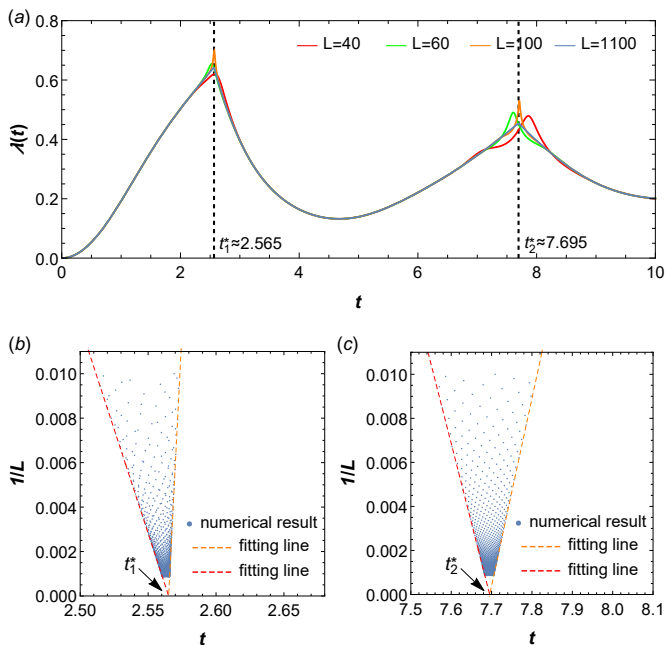 (a)
0.8
0.6
0.4
0.2
0.0
λ(t)
L=40 L=60 L=100 L=1100
t₁*≈2.565
t₂*≈7.695
0 2 4 6 8 10
t
(b)
0.010
0.008
0.006
0.004
0.002
0.000
1/L
numerical result
fitting line
fitting line
t₁*
2.50 2.55 2.60 2.65
t
(c)
0.010
0.008
0.006
0.004
0.002
0.000
1/L
numerical result
fitting line
fitting line
t₂*
7.5 7.6 7.7 7.8 7.9 8.0 8.1
t